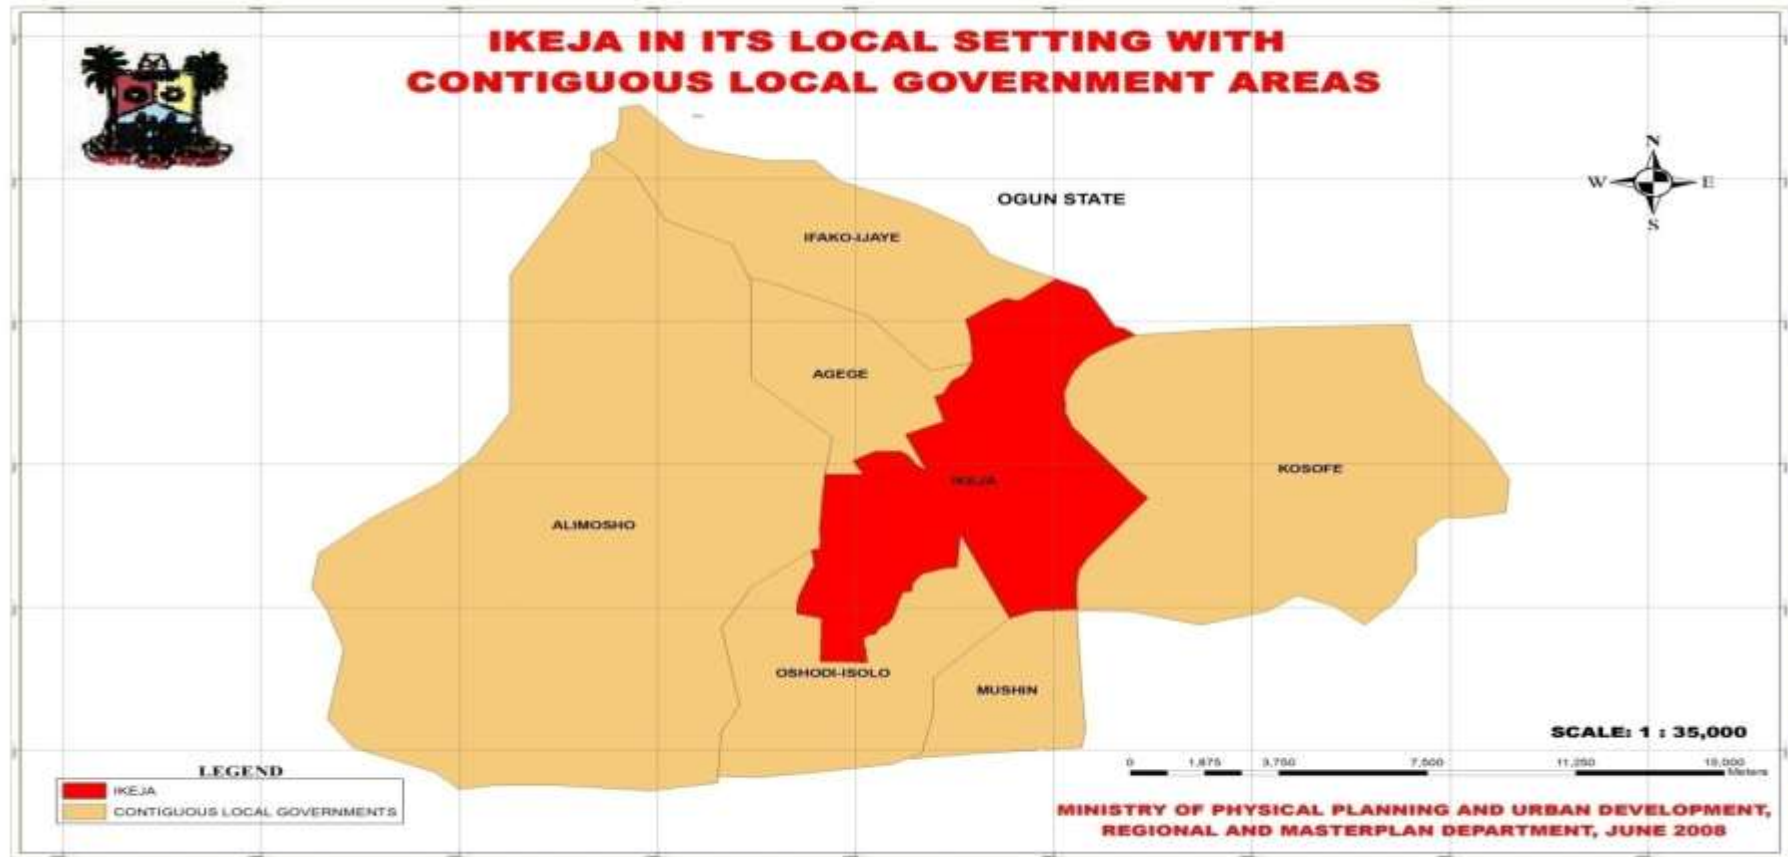 IKEJA IN ITS LOCAL SETTING WITH
CONTIGUOUS LOCAL GOVERNMENT AREAS
N
W E
S
OGUN STATE
IFAKO-IJAYE
AGEGE
IKEJA
KOSOFE
ALIMOSHO
OSHODI-ISOLO
MUSHIN
SCALE: 1 : 35,000
0 1,875 3,750 7,500 11,250 15,000
Meters
LEGEND
IKEJA
CONTIGUOUS LOCAL GOVERNMENTS
MINISTRY OF PHYSICAL PLANNING AND URBAN DEVELOPMENT,
REGIONAL AND MASTERPLAN DEPARTMENT, JUNE 2008